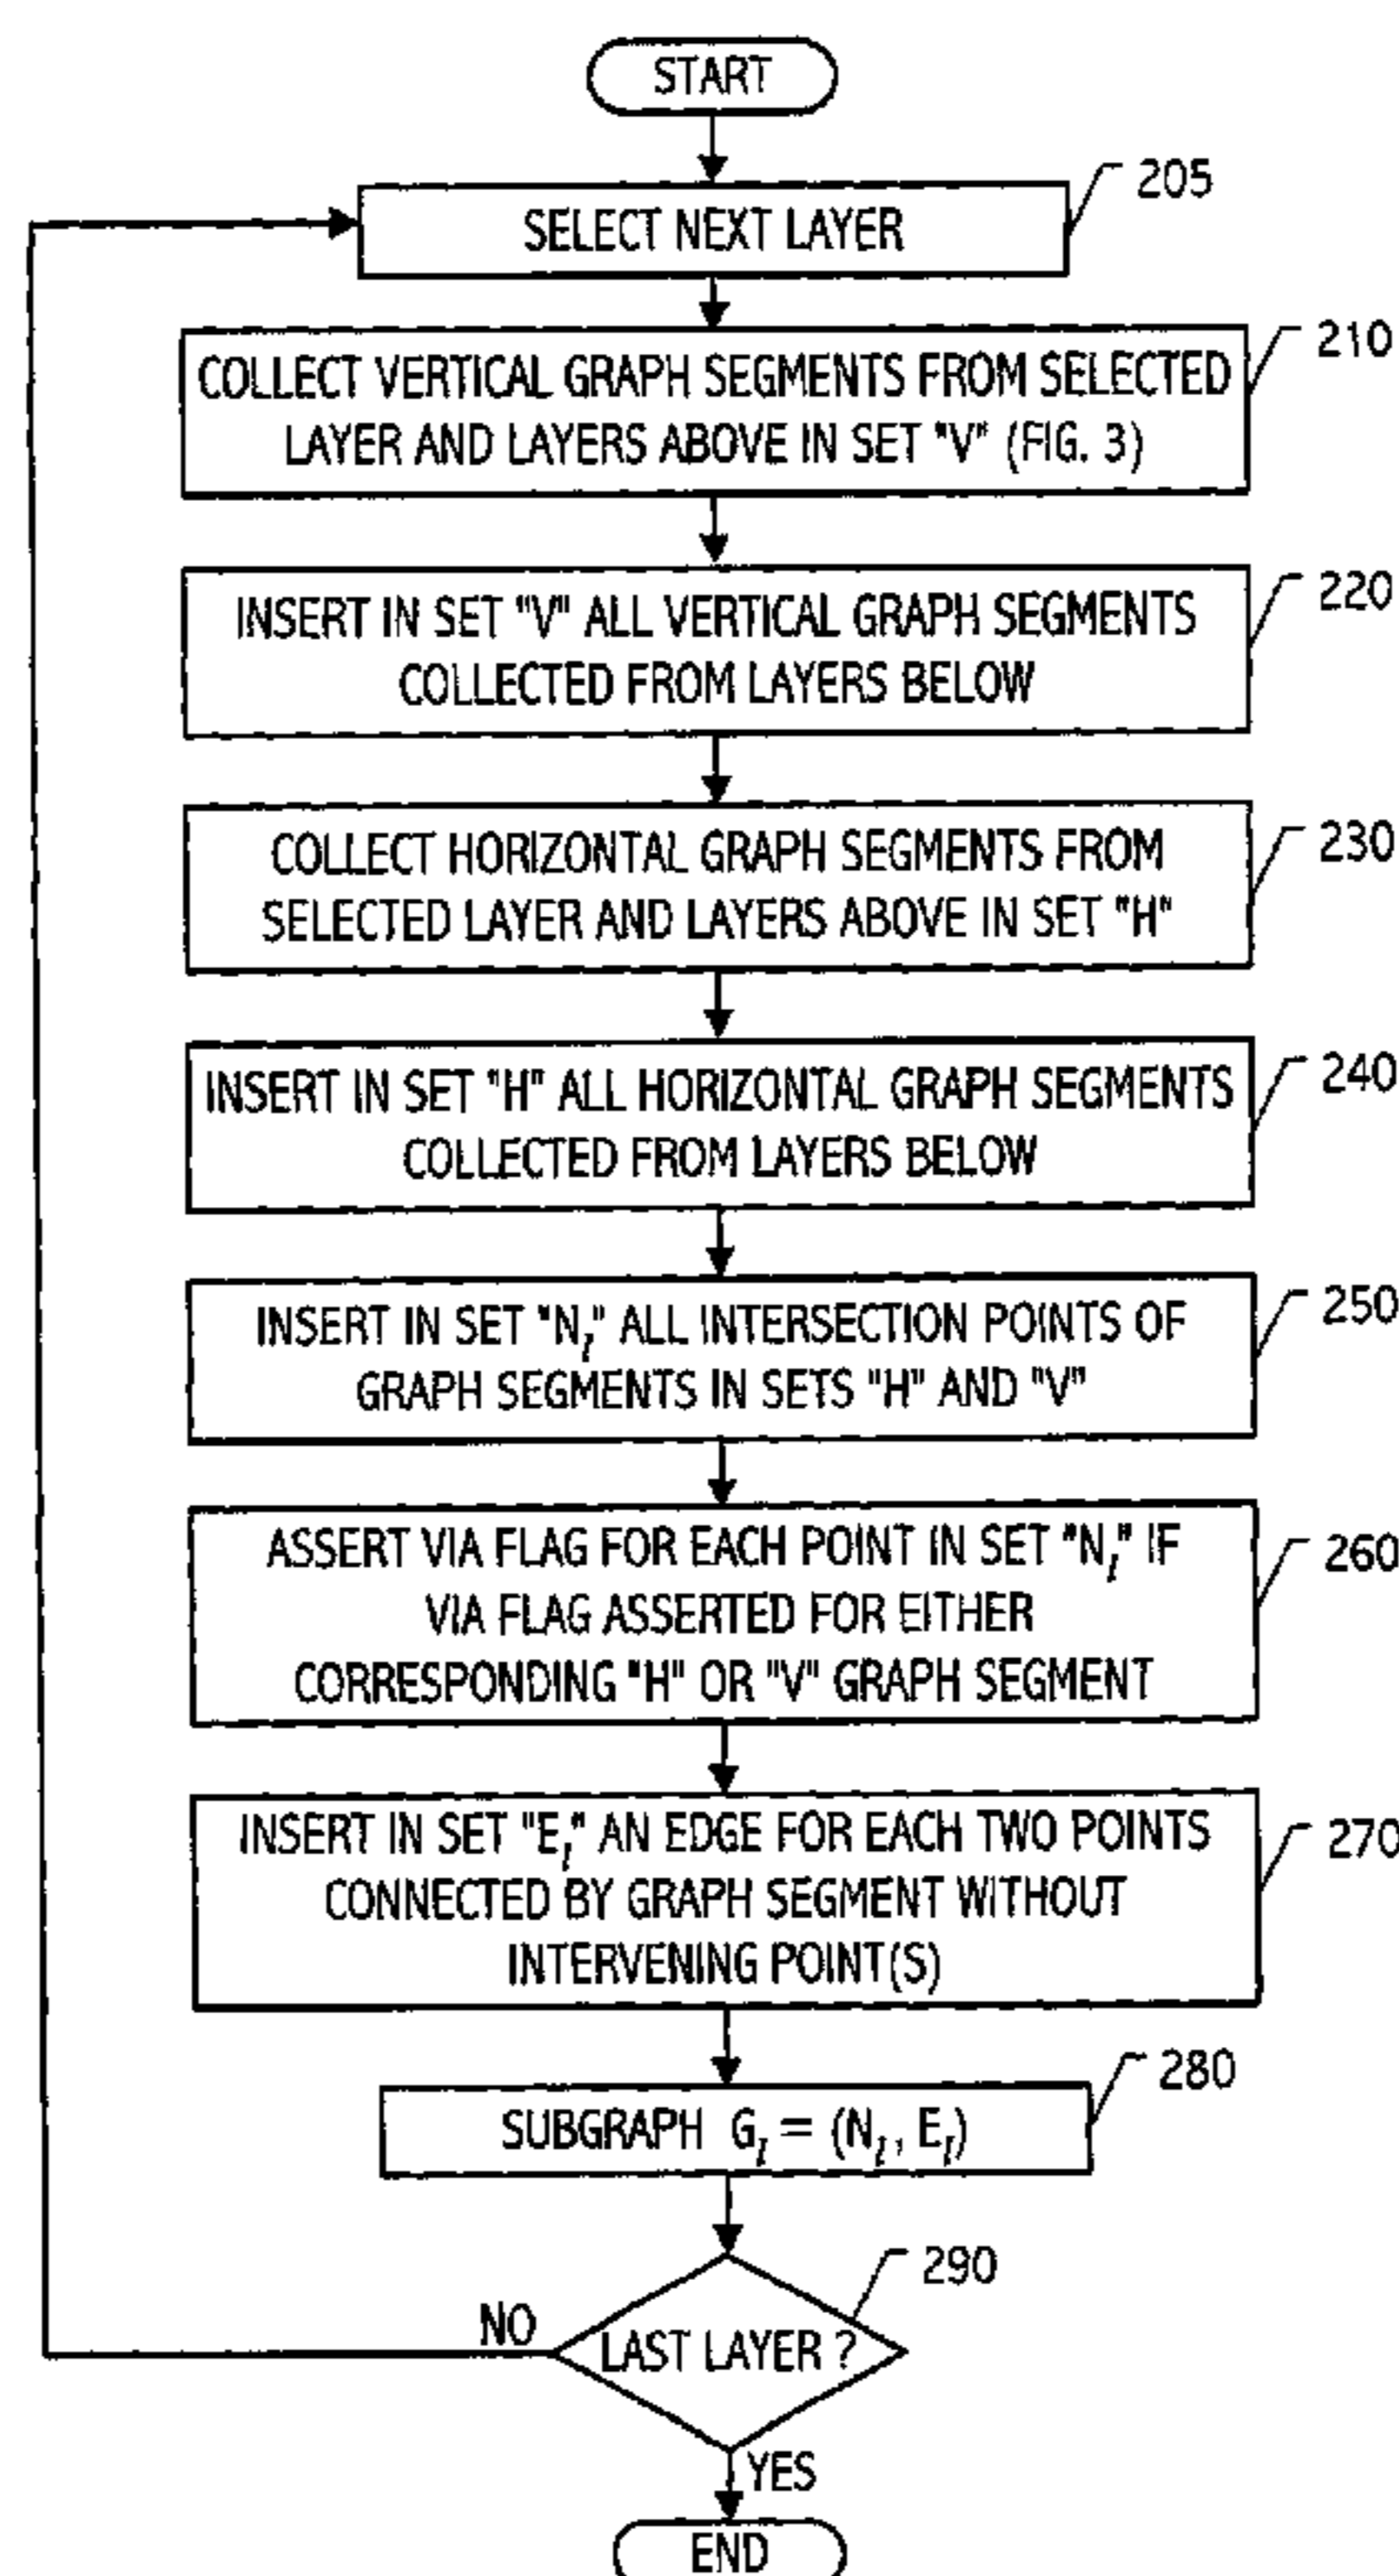 START
205
SELECT NEXT LAYER
210
COLLECT VERTICAL GRAPH SEGMENTS FROM SELECTED
LAYER AND LAYERS ABOVE IN SET "V" (FIG. 3)
220
INSERT IN SET "V" ALL VERTICAL GRAPH SEGMENTS
COLLECTED FROM LAYERS BELOW
230
COLLECT HORIZONTAL GRAPH SEGMENTS FROM
SELECTED LAYER AND LAYERS ABOVE IN SET "H"
240
INSERT IN SET "H" ALL HORIZONTAL GRAPH SEGMENTS
COLLECTED FROM LAYERS BELOW
250
INSERT IN SET "Nl" ALL INTERSECTION POINTS OF
GRAPH SEGMENTS IN SETS "H" AND "V"
260
ASSERT VIA FLAG FOR EACH POINT IN SET "Nl" IF
VIA FLAG ASSERTED FOR EITHER
CORRESPONDING "H" OR "V" GRAPH SEGMENT
270
INSERT IN SET "El" AN EDGE FOR EACH TWO POINTS
CONNECTED BY GRAPH SEGMENT WITHOUT
INTERVENING POINT(S)
280
SUBGRAPH Gl = (Nl, El)
290
LAST LAYER ?
NO
YES
END